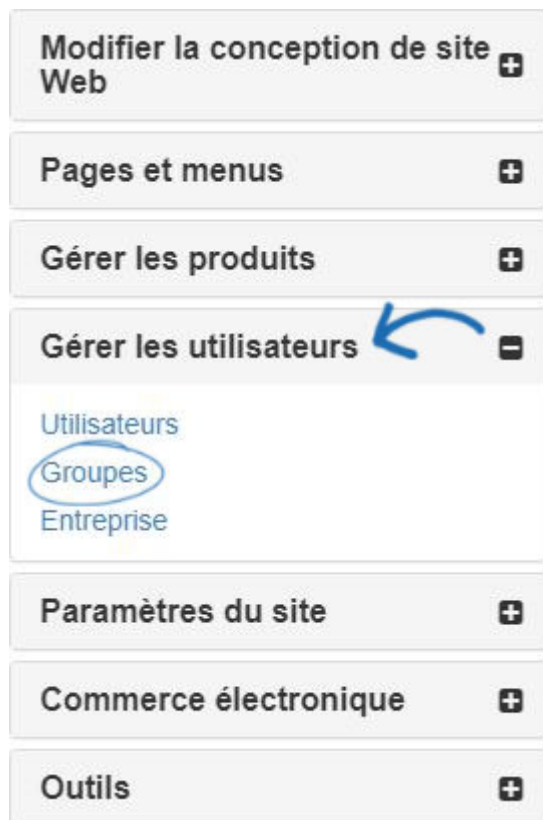 Modifier la conception de site
Web
Pages et menus
Gérer les produits
Gérer les utilisateurs
Utilisateurs
Groupes
Entreprise
Paramètres du site
Commerce électronique
Outils